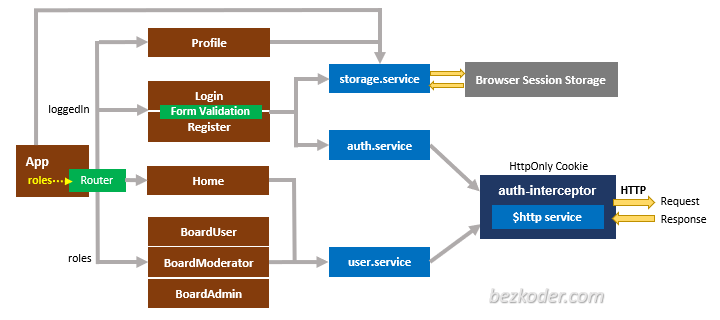 Profile
storage.service
Browser Session Storage
loggedIn
Login
Form Validation
Register
auth.service
HttpOnly Cookie
App
roles
Router
Home
auth-interceptor
$http service
HTTP
Request
Response
roles
BoardUser
BoardModerator
BoardAdmin
user.service
bezkoder.com